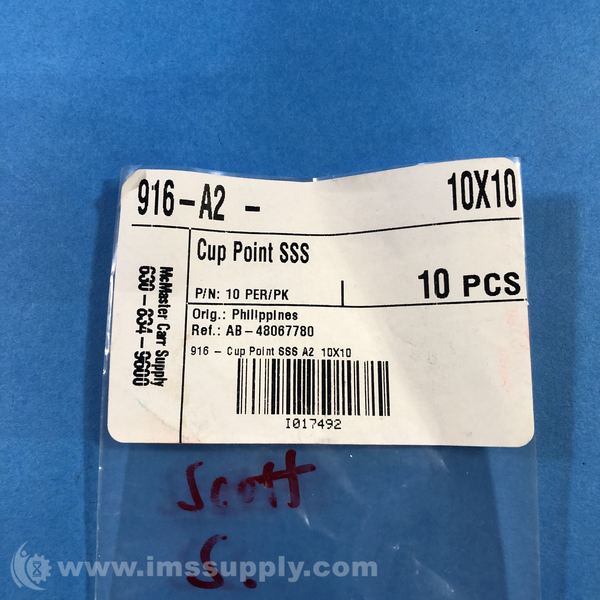 916-A2 - 10X10
Cup Point SSS
P/N: 10 PER/PK 10 PCS
Orig.: Philippines
Ref.: AB-48067780
916 - Cup Point SSS A2 10X10
I017492
McMaster Carr Supply
630-834-9600
Scott
S.
www.imssupply.com